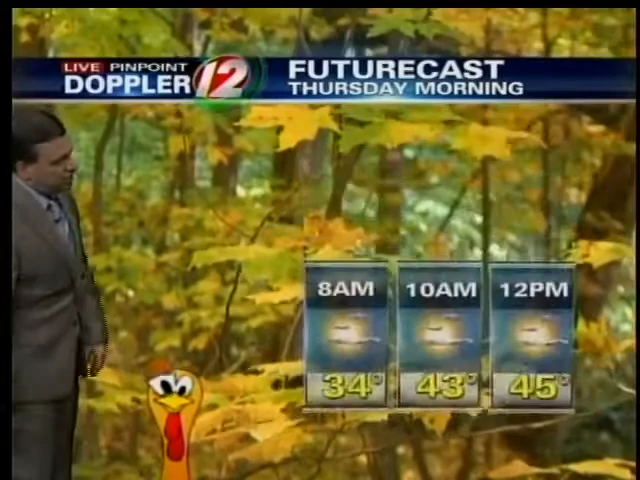 LIVE PINPOINT
DOPPLER 12
FUTURECAST
THURSDAY MORNING
8AM 10AM 12PM
34° 43° 45°